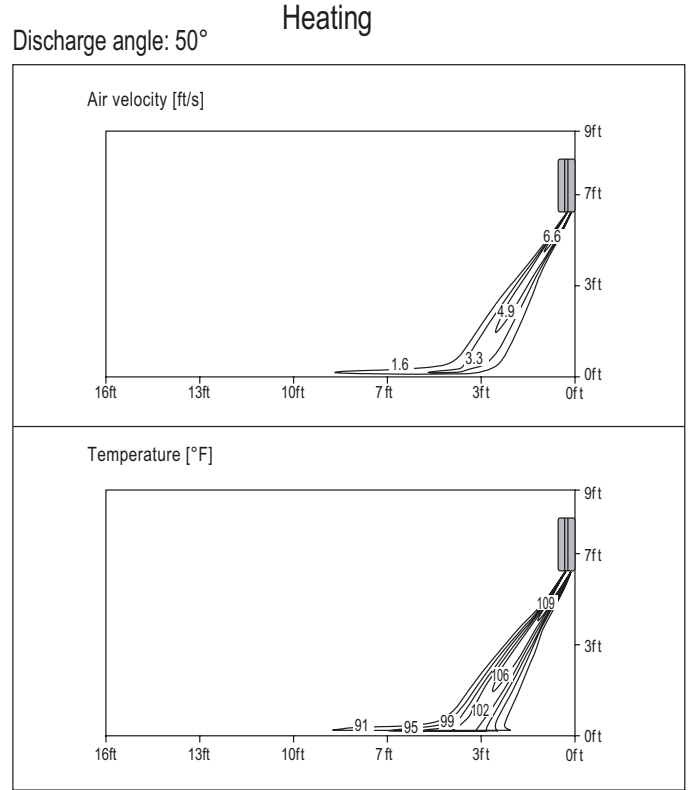 Heating
Discharge angle: 50°
Air velocity [ft/s]
9ft
7ft
6.6
3ft
4.9
3.3
1.6
0ft
16ft 13ft 10ft 7ft 3ft 0ft
Temperature [°F]
9ft
7ft
109
3ft
106
102
99
95
91
0ft
16ft 13ft 10ft 7ft 3ft 0ft